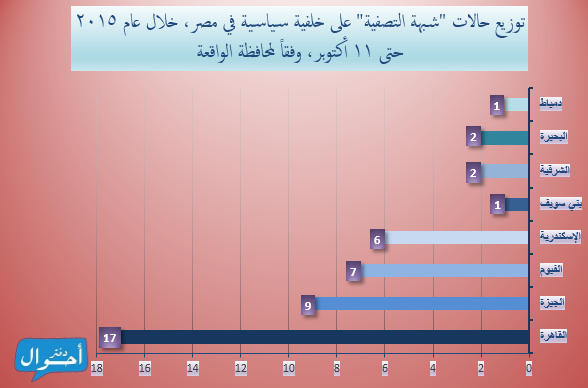 توزيع حالات "شبهة التصفية" على خلفية سياسية في مصر، خلال عام ٢٠١٥
حتى ١١ أكتوبر، وفقاً لمحافظة الواقعة
دمياط 1
البحيرة 2
الشرقية 2
بني سويف 1
الإسكندرية 6
الفيوم 7
الجيزة 9
القاهرة 17
18 16 14 12 10 8 6 4 2 0
دفتر
أحوال